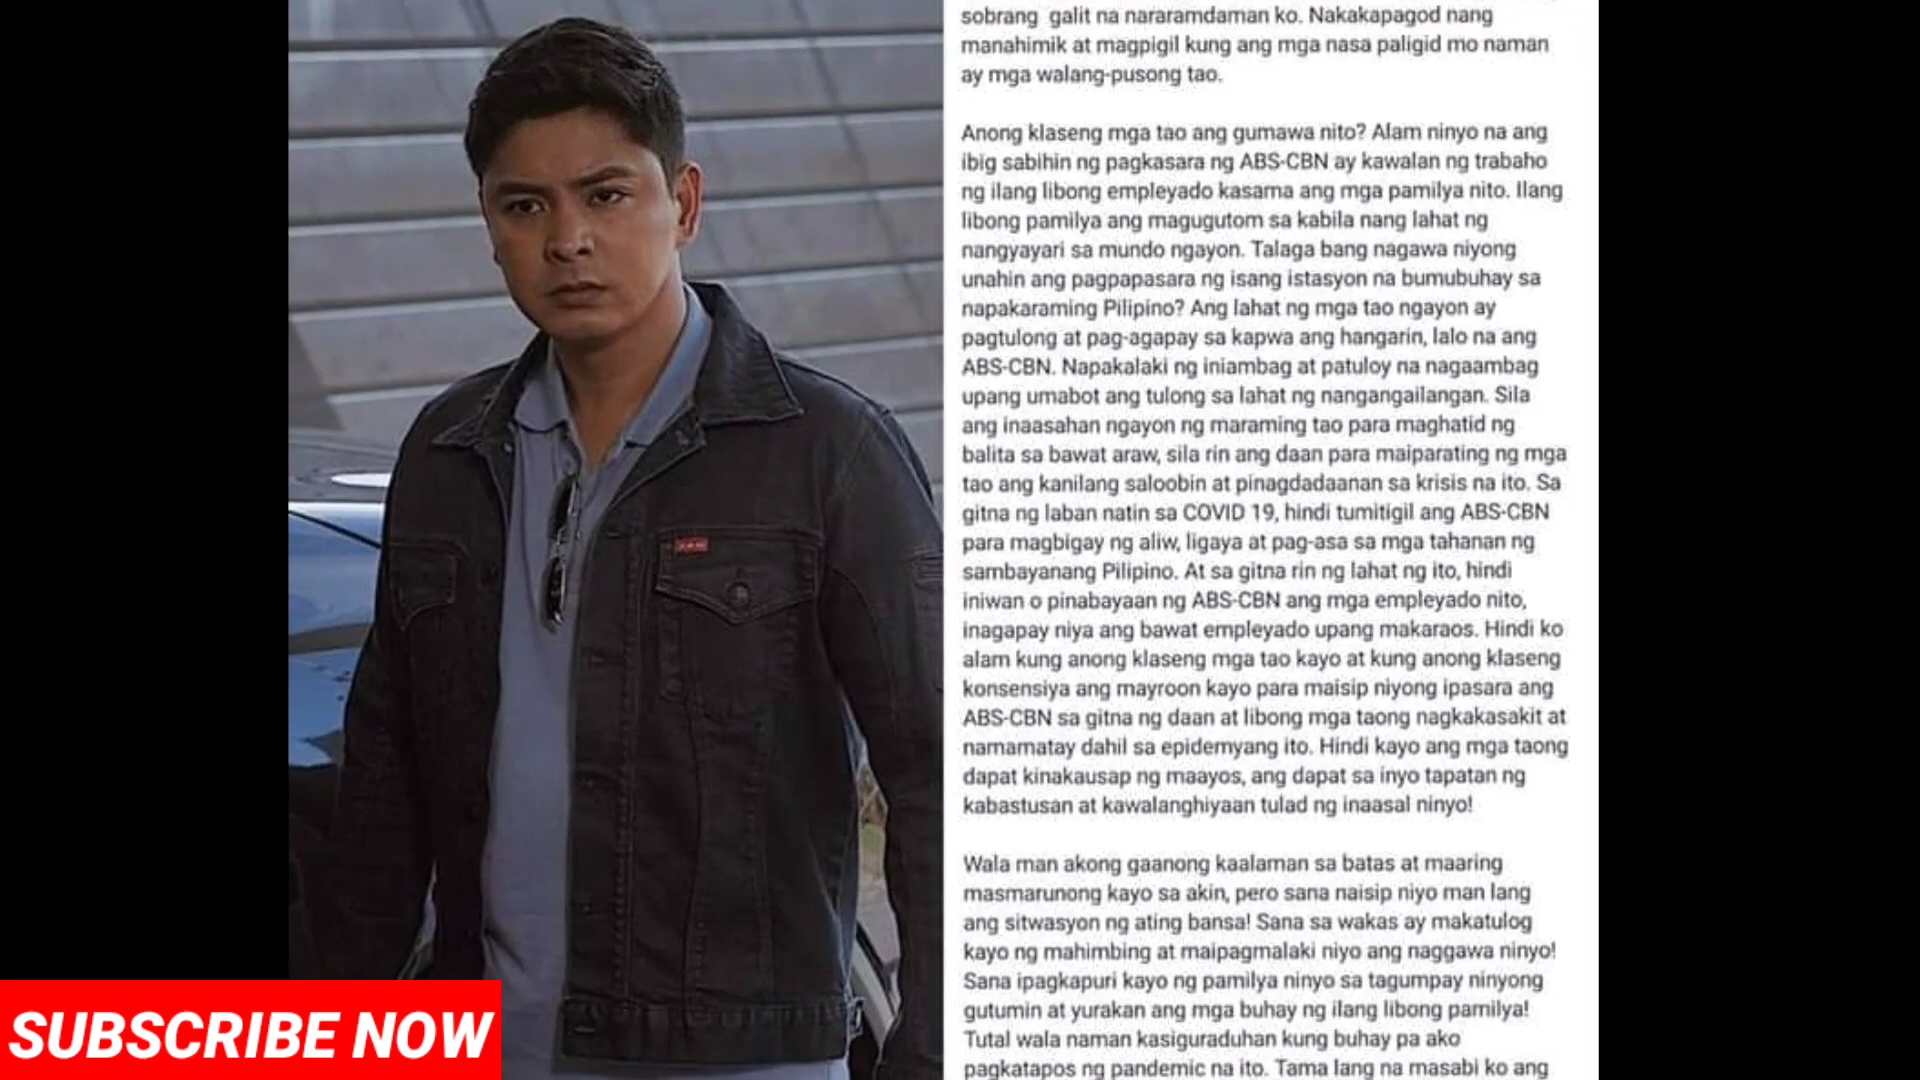 sobrang galit na nararamdaman ko. Nakakapagod nang
manahimik at magpigil kung ang mga nasa paligid mo naman
ay mga walang-pusong tao.
Anong klaseng mga tao ang gumawa nito? Alam ninyo na ang
ibig sabihin ng pagkasara ng ABS-CBN ay kawalan ng trabaho
ng ilang libong empleyado kasama ang mga pamilya nito. Ilang
libong pamilya ang magugutom sa kabila nang lahat ng
nangyayari sa mundo ngayon. Talaga bang nagawa niyong
unahin ang pagpapasara ng isang istasyon na bumubuhay sa
napakaraming Pilipino? Ang lahat ng mga tao ngayon ay
pagtulong at pag-agapay sa kapwa ang hangarin, lalo na ang
ABS-CBN. Napakalaki ng iniambag at patuloy na nagaambag
upang umabot ang tulong sa lahat ng nangangailangan. Sila
ang inaasahan ngayon ng maraming tao para maghatid ng
balita sa bawat araw, sila rin ang daan para maiparating ng mga
tao ang kanilang saloobin at pinagdadaanan sa krisis na ito. Sa
gitna ng laban natin sa COVID 19, hindi tumitigil ang ABS-CBN
para magbigay ng aliw, ligaya at pag-asa sa mga tahanan ng
sambayanang Pilipino. At sa gitna rin ng lahat ng ito, hindi
iniwan o pinabayaan ng ABS-CBN ang mga empleyado nito,
inagapay niya ang bawat empleyado upang makaraos. Hindi ko
alam kung anong klaseng mga tao kayo at kung anong klaseng
konsensiya ang mayroon kayo para maisip niyong ipasara ang
ABS-CBN sa gitna ng daan at libong mga taong nagkakasakit at
namamatay dahil sa epidemyang ito. Hindi kayo ang mga taong
dapat kinakausap ng maayos, ang dapat sa inyo tapatan ng
kabastusan at kawalanghiyaan tulad ng inaasal ninyo!
Wala man akong gaanong kaalaman sa batas at maaring
masmarunong kayo sa akin, pero sana naisip niyo man lang
ang sitwasyon ng ating bansa! Sana sa wakas ay makatulog
kayo ng mahimbing at maipagmalaki niyo ang naggawa ninyo!
Sana ipagkapuri kayo ng pamilya ninyo sa tagumpay ninyong
gutumin at yurakan ang mga buhay ng ilang libong pamilya!
Tutal wala naman kasiguraduhan kung buhay pa ako
pagkatapos ng pandemic na ito. Tama lang na masabi ko ang
SUBSCRIBE NOW